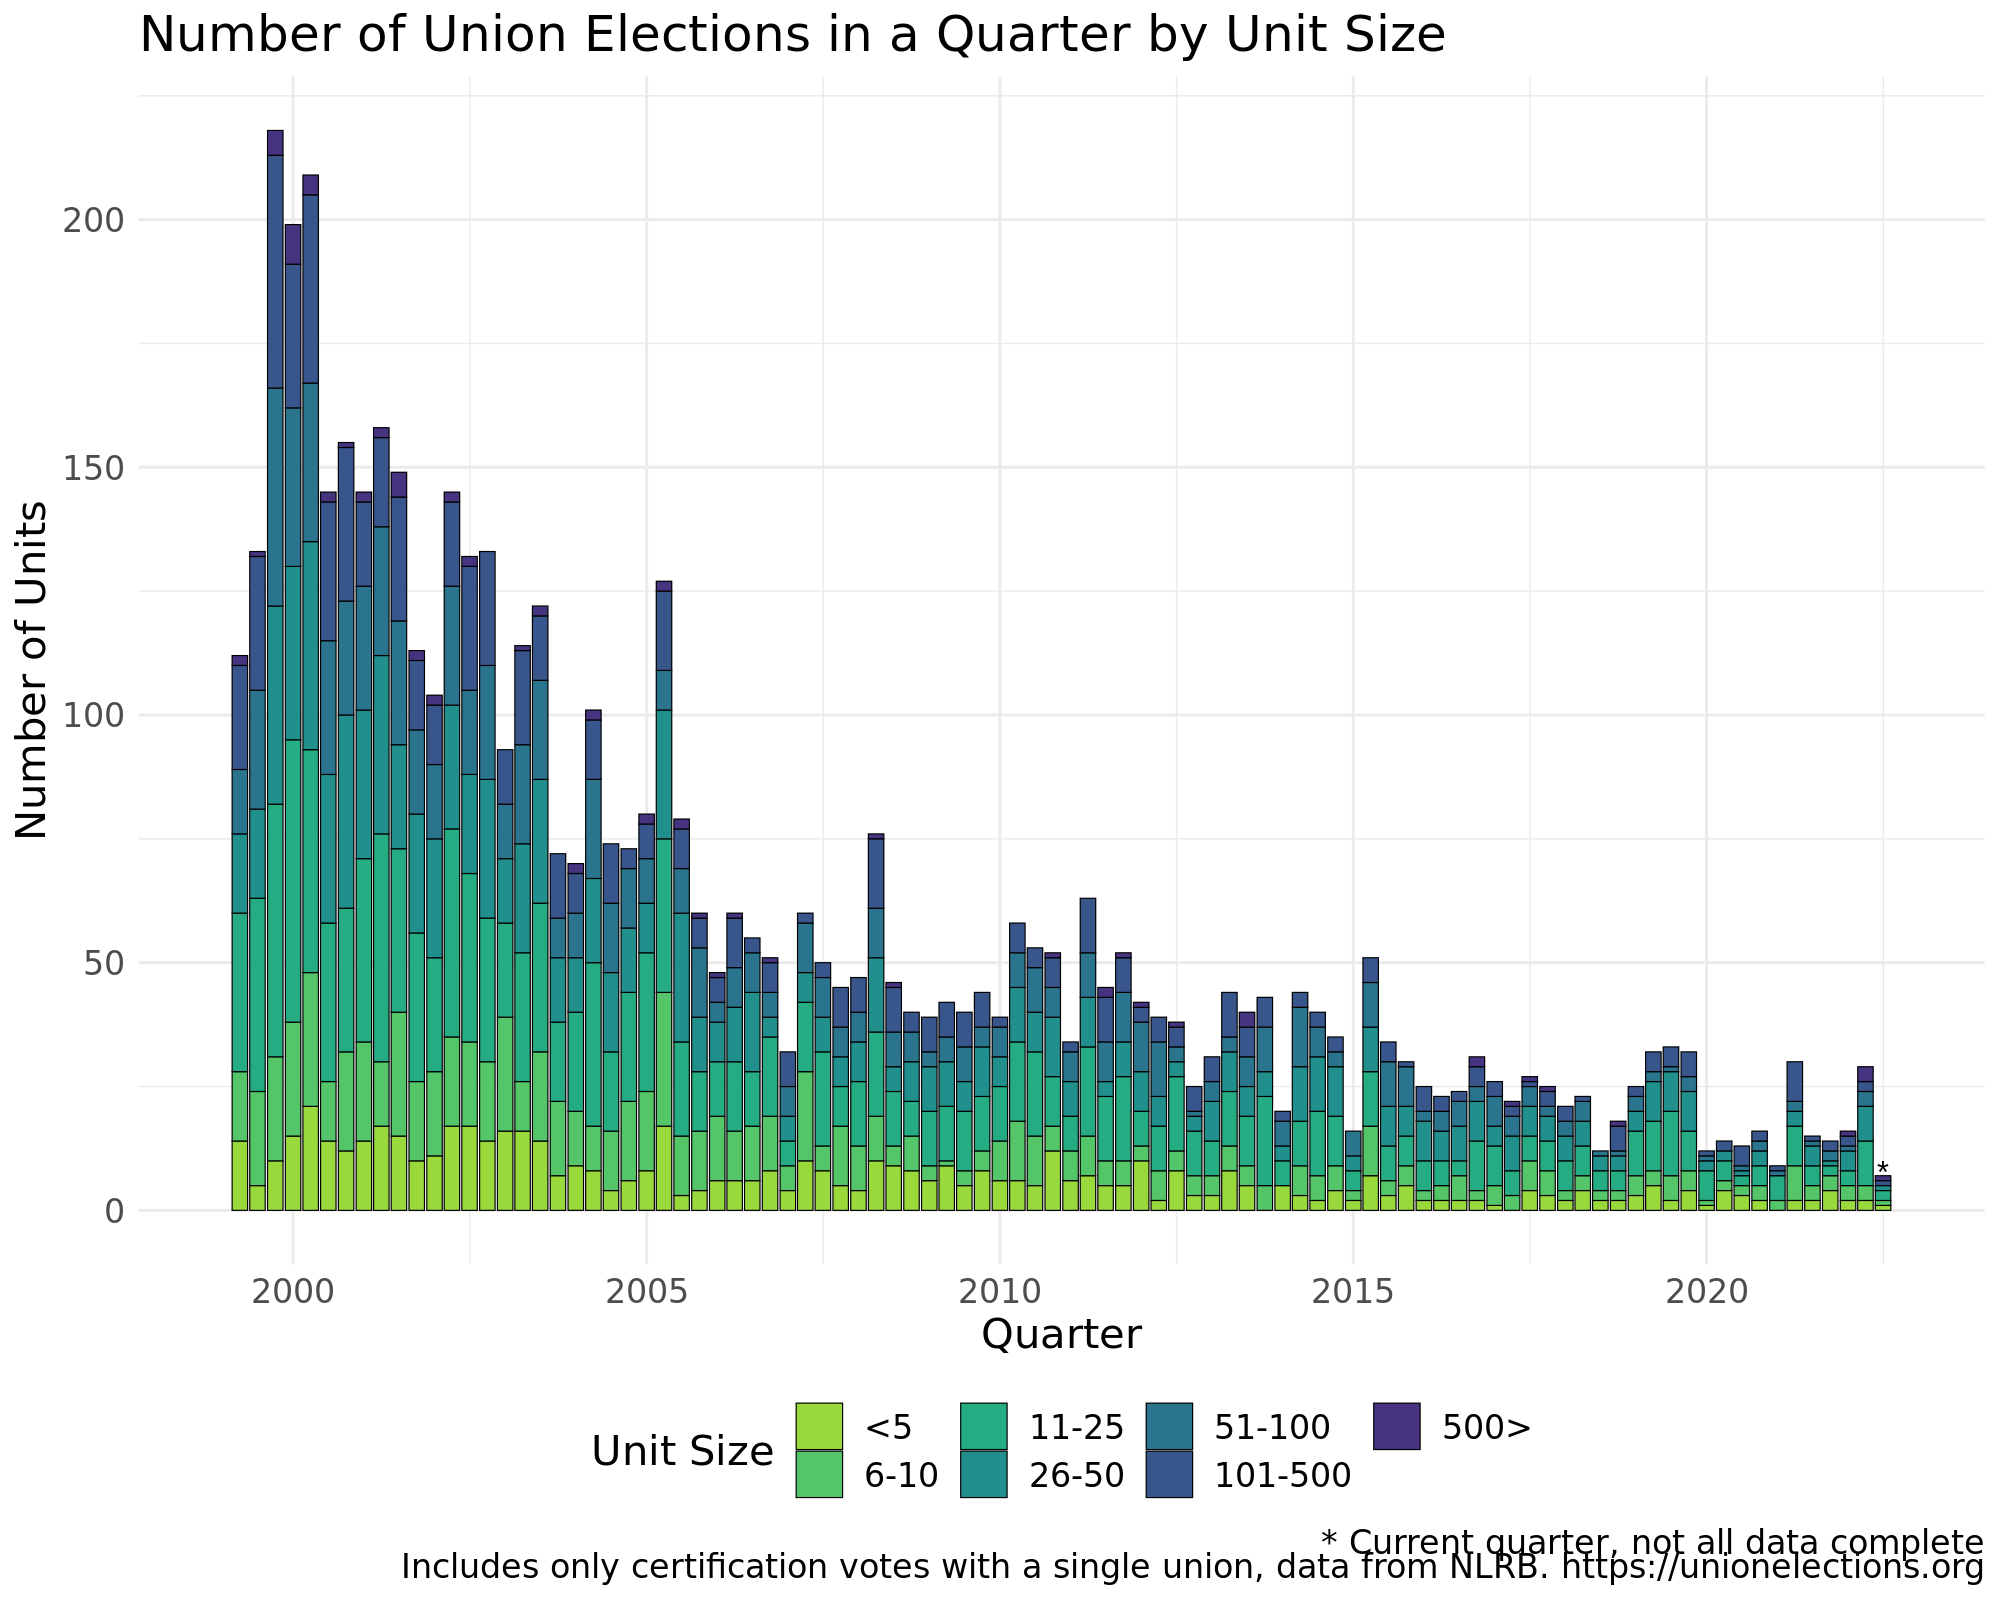 Number of Union Elections in a Quarter by Unit Size
Number of Units
200
150
100
50
0
*
2000 2005 2010 2015 2020
Quarter
Unit Size
<5 11-25 51-100 500>
6-10 26-50 101-500
* Current quarter, not all data complete
Includes only certification votes with a single union, data from NLRB. https://unionelections.org